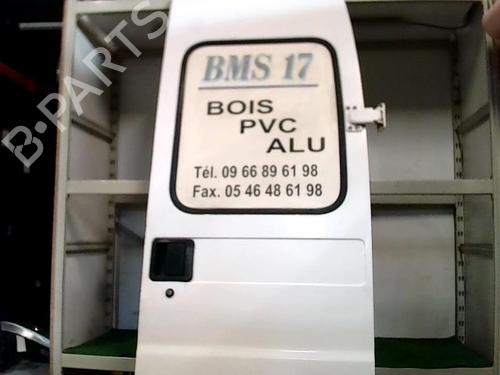 B-PARTS
BMS 17
BOIS
PVC
ALU
Tél. 09 66 89 61 98
Fax. 05 46 48 61 98